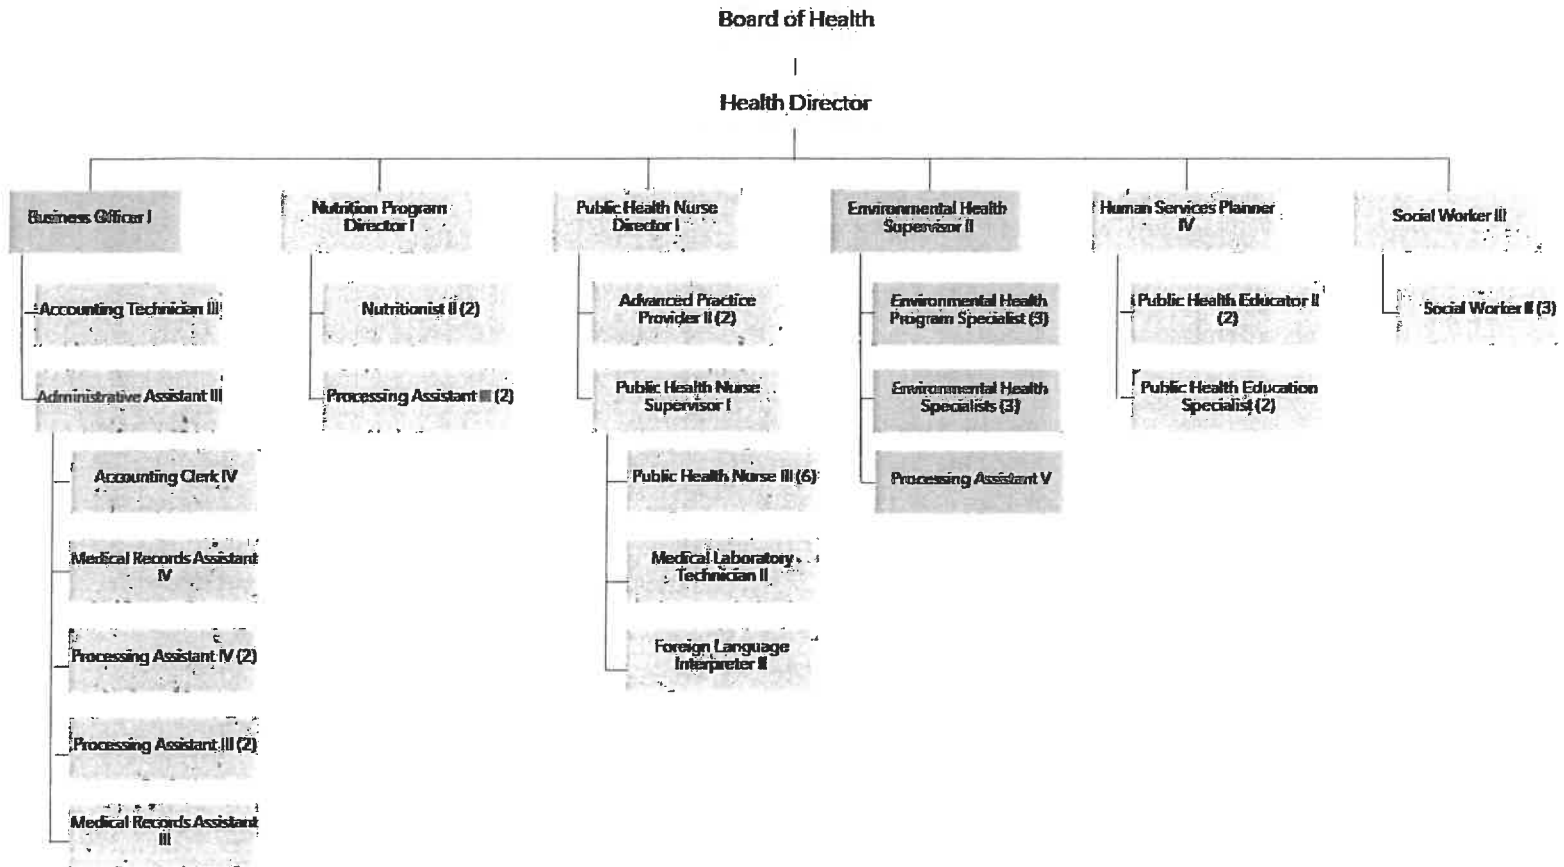 Board of Health
Health Director
Business Officer I
Accounting Technician III
Administrative Assistant III
Accounting Clerk IV
Medical Records Assistant
IV
Processing Assistant IV (2)
Processing Assistant III (2)
Medical Records Assistant
III
Nutrition Program
Director I
Nutritionist II (2)
Processing Assistant III (2)
Public Health Nurse
Director I
Advanced Practice
Provider II (2)
Public Health Nurse
Supervisor I
Public Health Nurse III (6)
Medical Laboratory
Technician II
Foreign Language
Interpreter II
Environmental Health
Supervisor II
Environmental Health
Program Specialist (3)
Environmental Health
Specialists (3)
Processing Assistant V
Human Services Planner
IV
Public Health Educator II
(2)
Public Health Education
Specialist (2)
Social Worker III
Social Worker II (3)